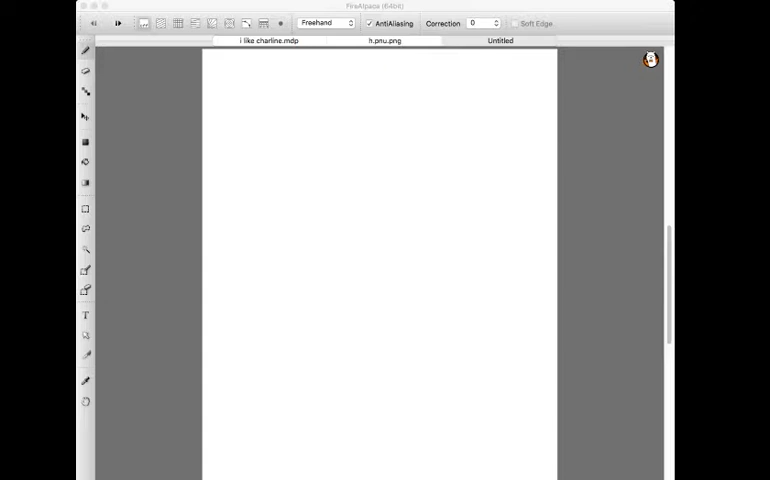 FireAlpaca (64bit)
Freehand AntiAliasing Correction 0 Soft Edge
i like charline.mdp h.pnu.png Untitled
T